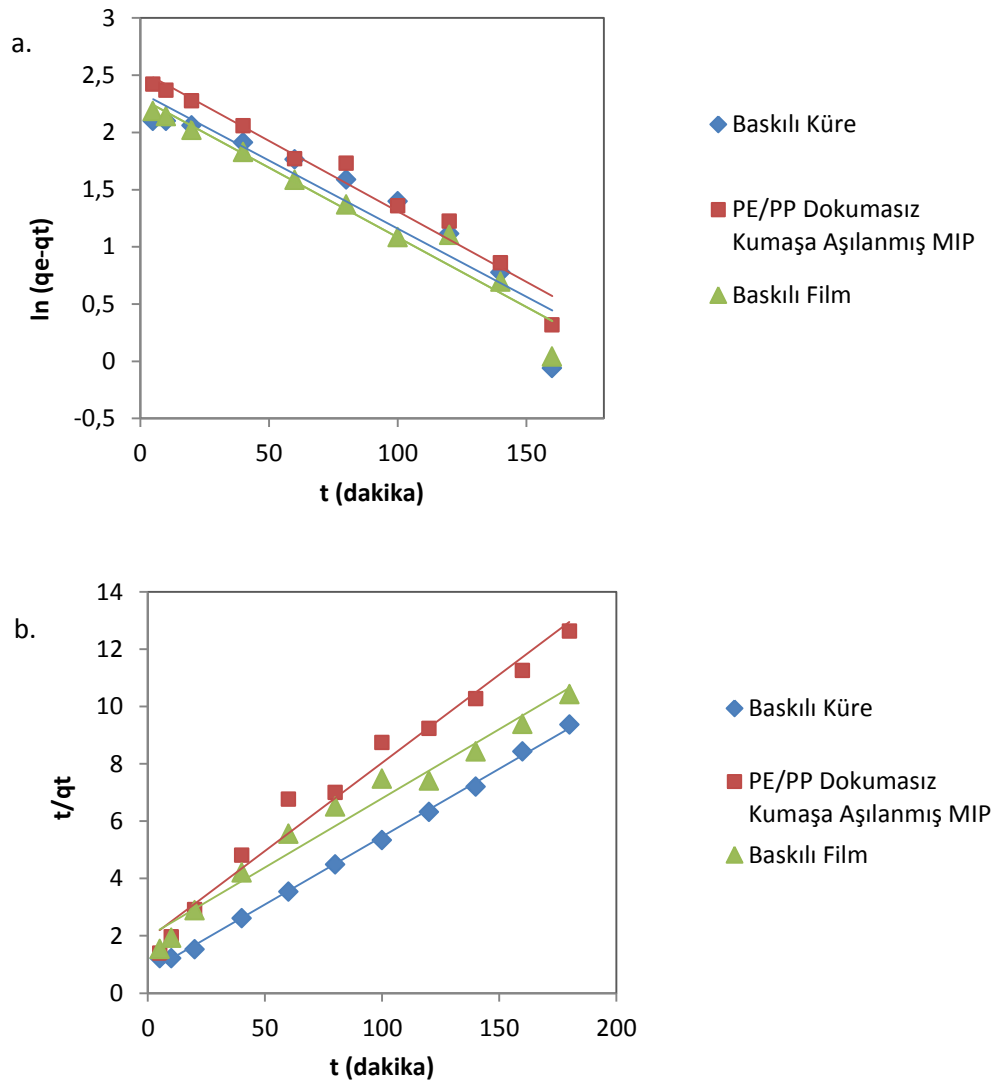 a.
3
2,5
2
1,5
1
0,5
0
-0,5
ln (qe-qt)
0
50
100
150
t (dakika)
Baskılı Küre
PE/PP Dokumasız
Kumaşa Aşılanmış MIP
Baskılı Film
b.
14
12
10
8
6
4
2
0
t/qt
0
50
100
150
200
t (dakika)
Baskılı Küre
PE/PP Dokumasız
Kumaşa Aşılanmış MIP
Baskılı Film